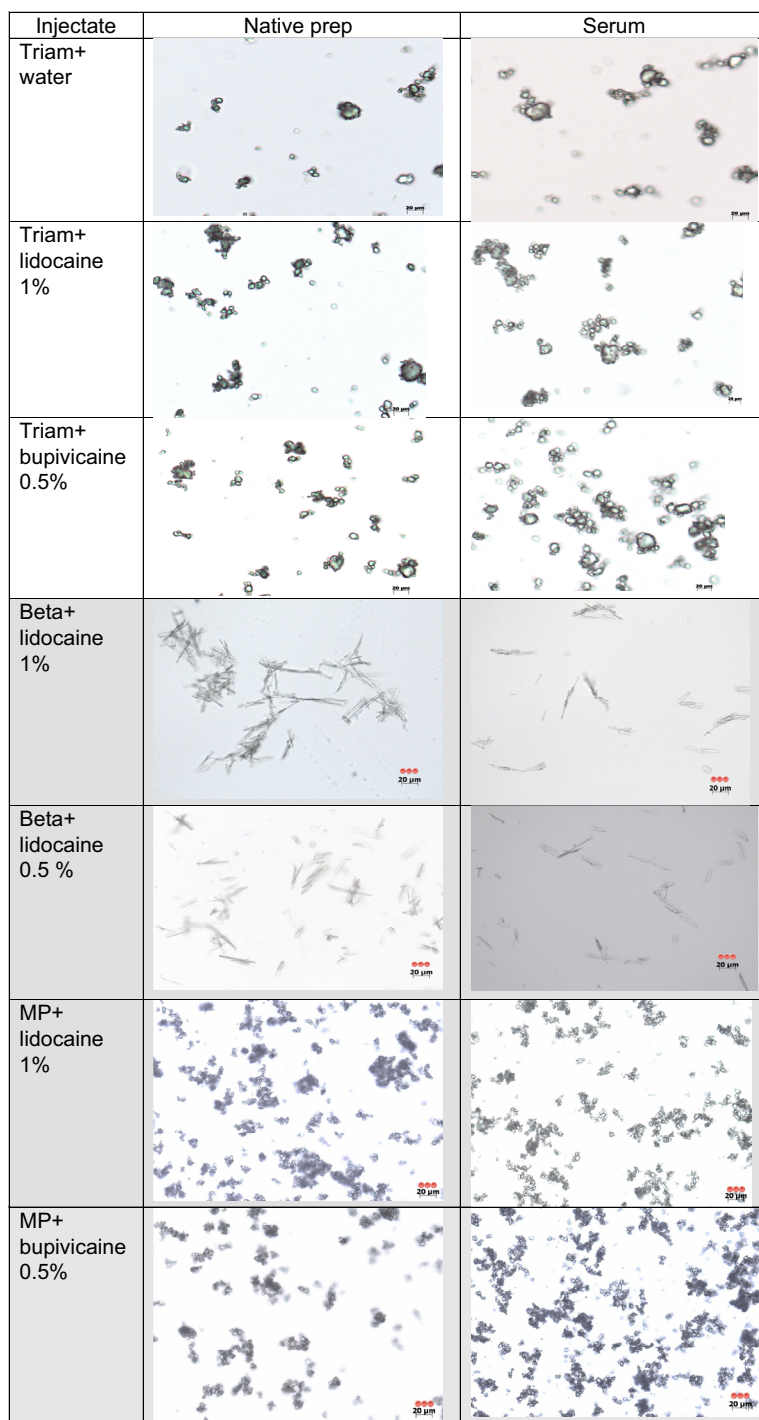 Injectate Native prep Serum
Triam+
water
20 µm
20 µm
Triam+
lidocaine
1%
20 µm
20 µm
Triam+
bupivicaine
0.5%
20 µm
20 µm
Beta+
lidocaine
1%
20 µm
20 µm
Beta+
lidocaine
0.5 %
20 µm
20 µm
MP+
lidocaine
1%
20 µm
20 µm
MP+
bupivicaine
0.5%
20 µm
20 µm